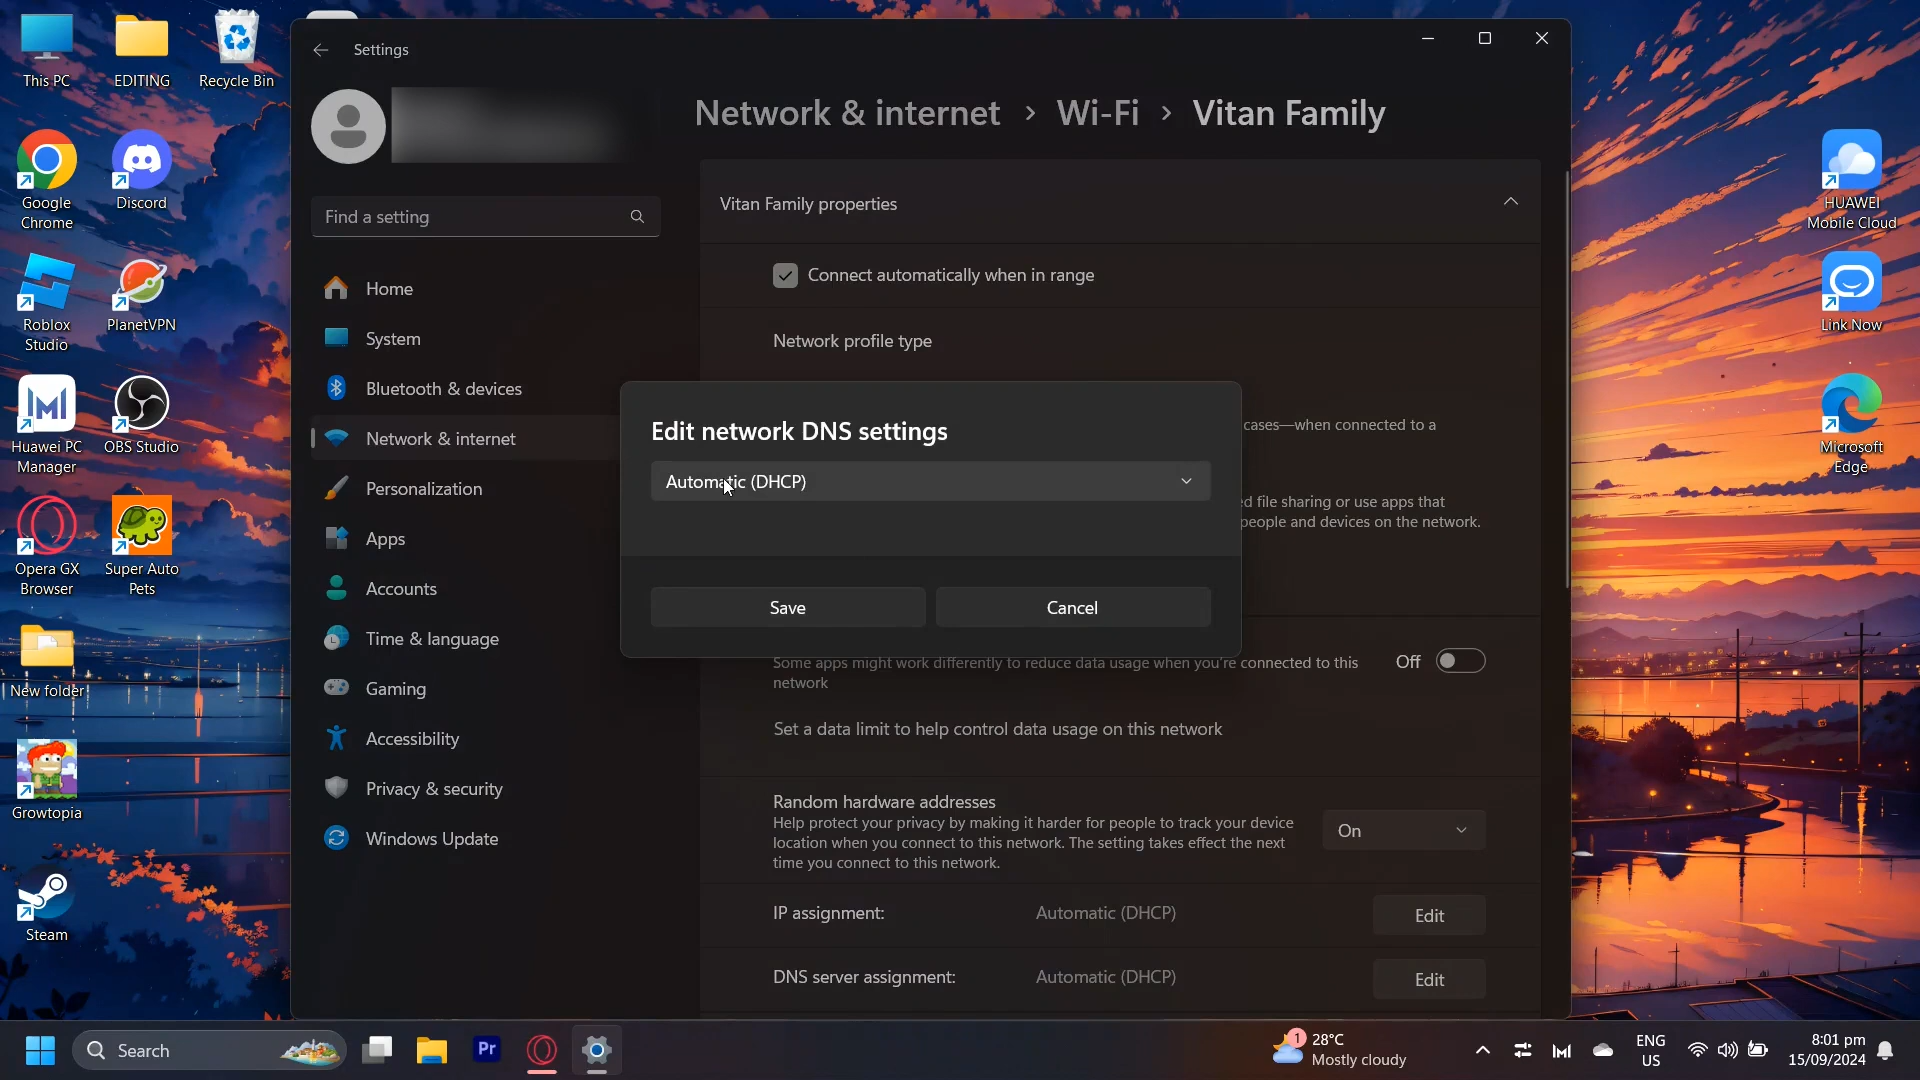 This PC
EDITING
Recycle Bin
Google
Chrome
Discord
Roblox
Studio
PlanetVPN
Huawei PC
Manager
OBS Studio
Opera GX
Browser
Super Auto
Pets
New folder
Growtopia
Steam
Settings
Find a setting
Home
System
Bluetooth & devices
Network & internet
Personalization
Apps
Accounts
Time & language
Gaming
Accessibility
Privacy & security
Windows Update
Network & internet > Wi-Fi > Vitan Family
Vitan Family properties
Connect automatically when in range
Network profile type
cases—when connected to a
file sharing or use apps that
people and devices on the network.
Edit network DNS settings
Automatic (DHCP)
Save Cancel
Some apps might work differently to reduce data usage when you're connected to this
network
Off
Set a data limit to help control data usage on this network
Random hardware addresses
Help protect your privacy by making it harder for people to track your device
location when you connect to this network. The setting takes effect the next
time you connect to this network.
On
IP assignment: Automatic (DHCP) Edit
DNS server assignment: Automatic (DHCP) Edit
HUAWEI
Mobile Cloud
Link Now
Microsoft
Edge
Search
Pr
1
28°C
Mostly cloudy
ENG
US
8:01 pm
15/09/2024